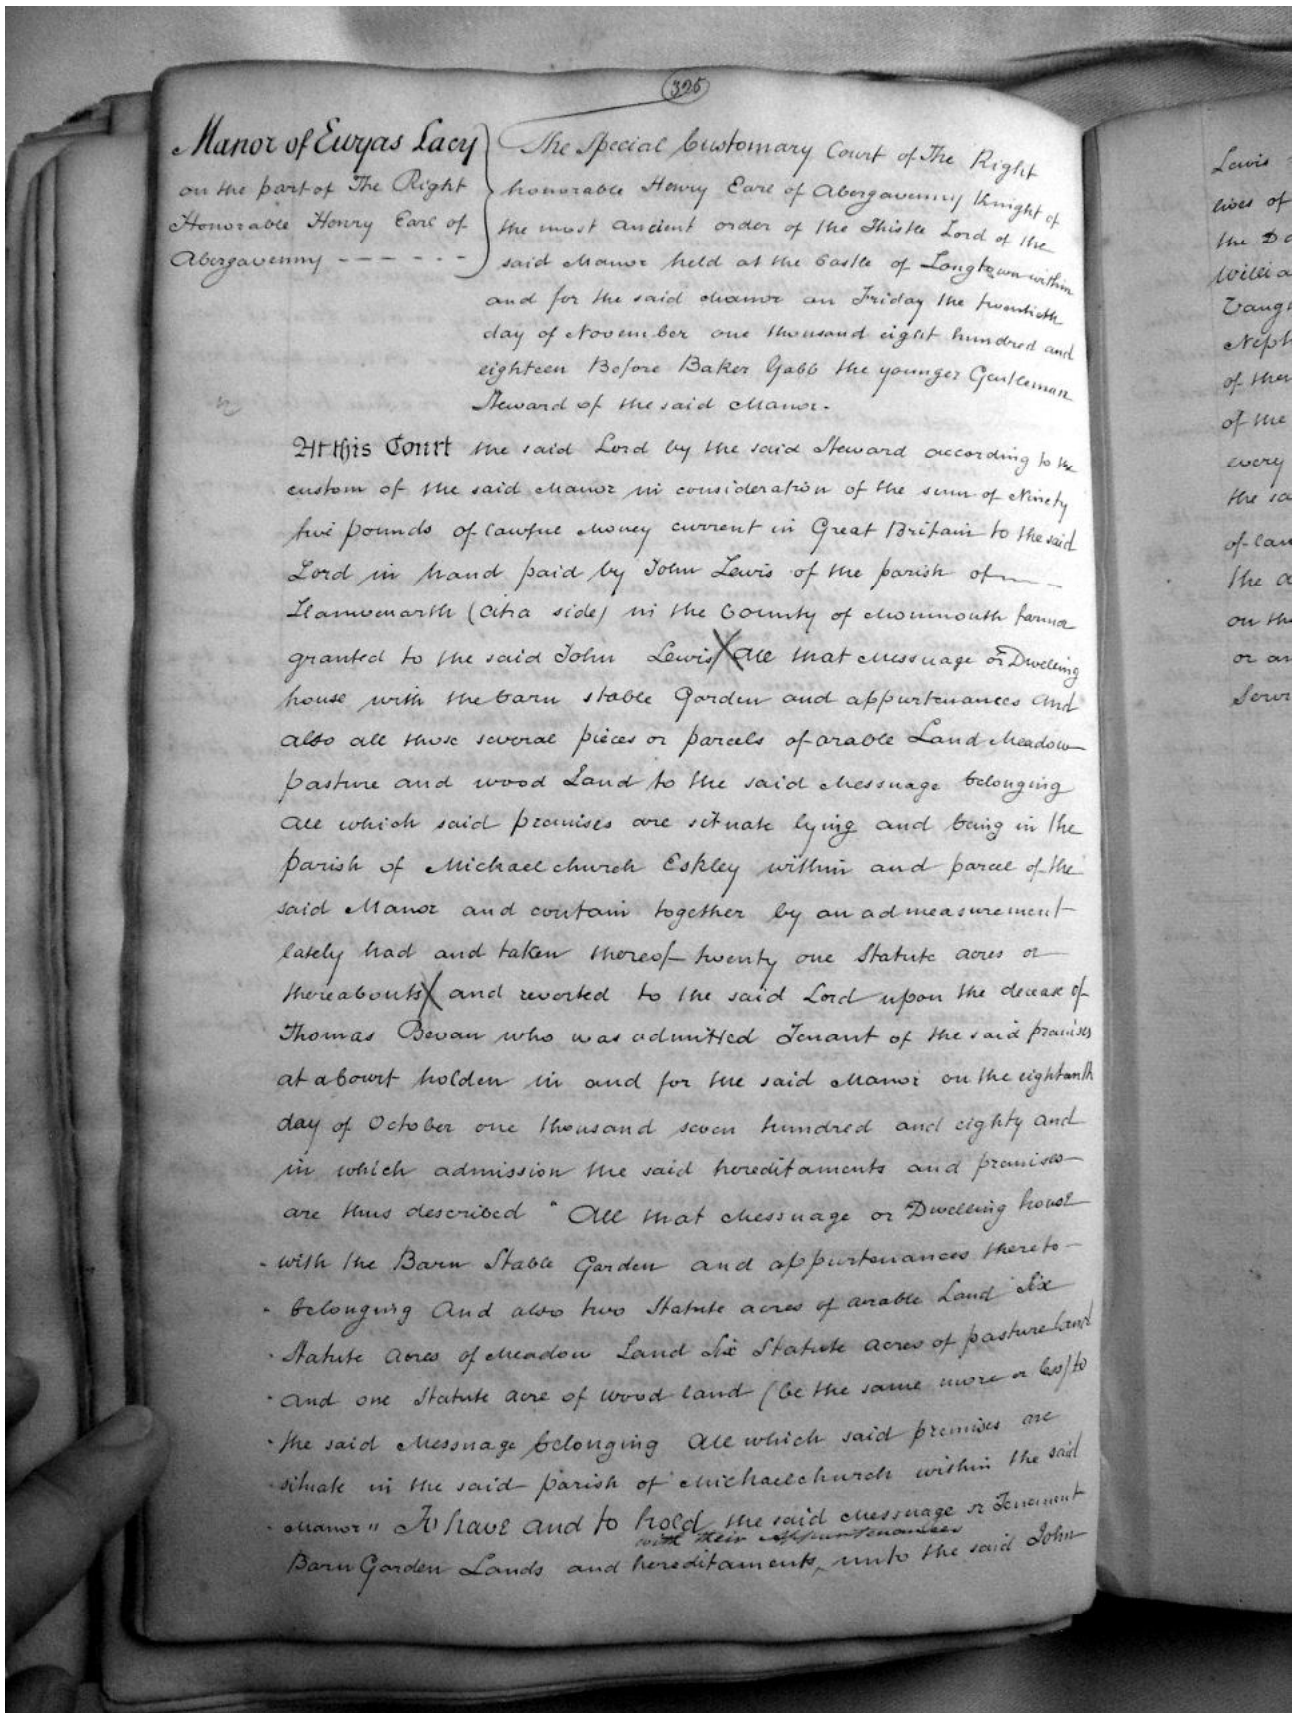 325
Manor of Ewyas Lacy
on the part of The Right
Honorable Henry Earl of
Abergavenny - - - - - -
The Special Customary Court of The Right
honorable Henry Earl of Abergavenny Knight of
the most Ancient order of the Thistle Lord of the
said Manor held at the Castle of Longtown within
and for the said Manor on Friday the twentieth
day of November one thousand eight hundred and
eighteen Before Baker Gabb the younger Gentleman
Steward of the said Manor.
At this Court the said Lord by the said Steward according to the
custom of the said Manor in consideration of the sum of Ninety
two pounds of lawful Money current in Great Britain to the said
Lord in hand paid by John Lewis of the parish of
Llanwenarth (Citra side) in the County of Monmouth farmer
granted to the said John Lewis All that Messuage or Dwelling
house with the barn stable Garden and appurtenances And
also all those several pieces or parcels of arable Land Meadow
pasture and wood Land to the said Messuage belonging
All which said premises are situate lying and being in the
parish of Michaelchurch Eskley within and parcel of the
said Manor and contain together by an admeasurement
lately had and taken thereof twenty one Statute acres or
thereabouts and reverted to the said Lord upon the decease of
Thomas Bevan who was admitted Tenant of the said premises
at a Court holden in and for the said Manor on the eighteenth
day of October one thousand seven hundred and eighty and
in which admission the said hereditaments and premises
are thus described " All that Messuage or Dwelling house
" with the Barn Stable Garden and appurtenances thereto
" belonging And also two Statute acres of arable Land Six
" Statute Acres of Meadow Land Six Statute acres of pasture land
" And one Statute acre of wood land (be the same more or less) to
" the said Messuage belonging All which said premises are
" situate in the said parish of Michaelchurch within the said
" Manor " To have and to hold the said Messuage or Tenement
with their Appurtenances
Barn Garden Lands and hereditaments unto the said John
Lewis
lives of
the
Willia
Vaug
Neph
of
of the
every
the sa
of law
the
on the
or an